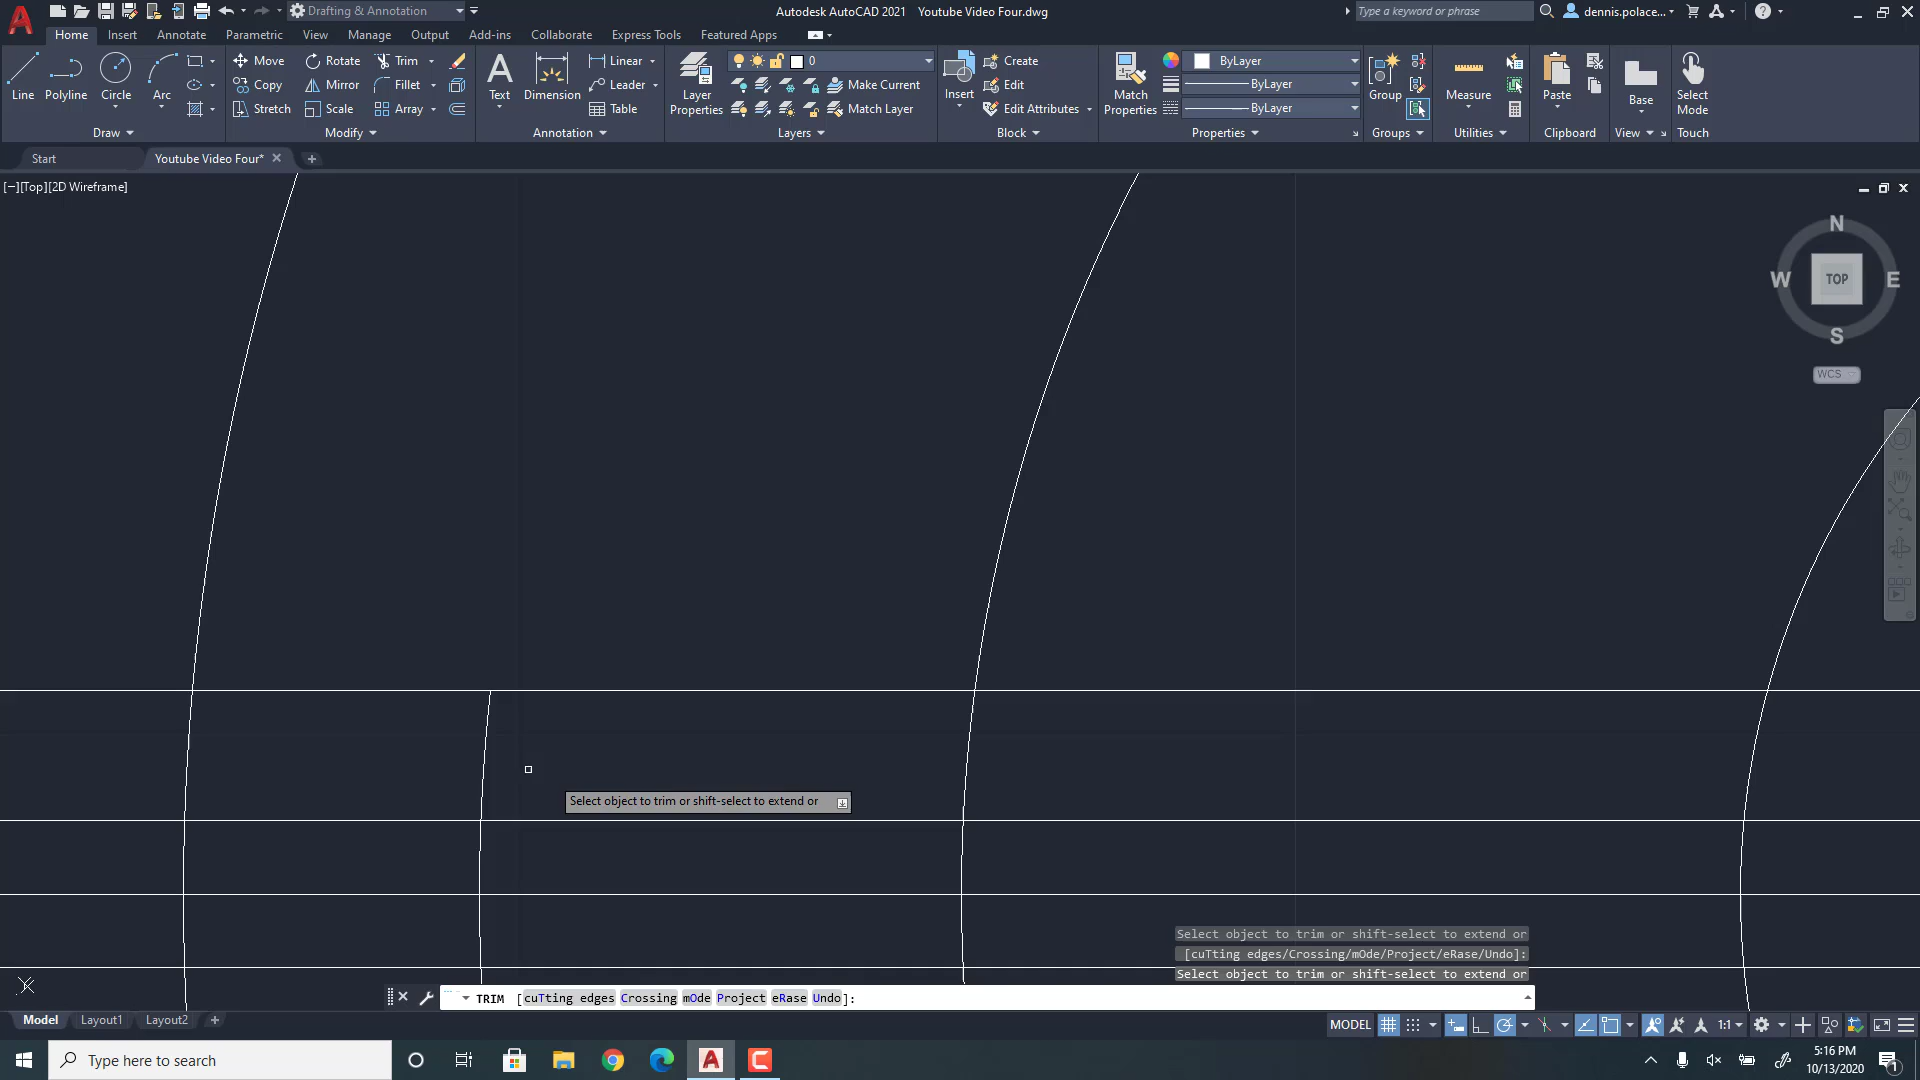 Drafting & Annotation
Autodesk AutoCAD 2021 Youtube Video Four.dwg
Type a keyword or phrase
dennis.polace...
Home Insert Annotate Parametric View Manage Output Add-ins Collaborate Express Tools Featured Apps
Line Polyline Circle Arc
Draw
Move Rotate Trim
Copy Mirror Fillet
Stretch Scale Array
Modify
Text Dimension
Linear
Leader
Table
Annotation
Layer Properties
0
Make Current
Match Layer
Layers
Insert
Create
Edit
Edit Attributes
Block
Match Properties
ByLayer
ByLayer
ByLayer
Properties
Group
Groups
Measure
Utilities
Paste
Clipboard
Base
View
Select Mode
Touch
Start Youtube Video Four*
[−][Top][2D Wireframe]
N
W TOP E
S
WCS
Select object to trim or shift-select to extend or
Select object to trim or shift-select to extend or
[cuTting edges/Crossing/mOde/Project/eRase/Undo]:
Select object to trim or shift-select to extend or
TRIM [cuTting edges Crossing mOde Project eRase Undo]:
Model Layout1 Layout2
MODEL 1:1
Type here to search
5:16 PM
10/13/2020
1